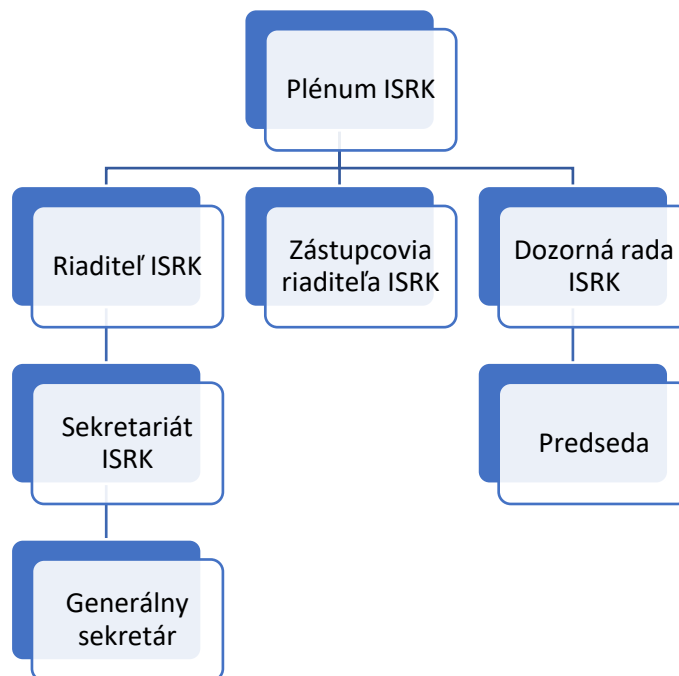 Plénum ISRK
Riaditeľ ISRK
Zástupcovia
riaditeľa ISRK
Dozorná rada
ISRK
Sekretariát
ISRK
Predseda
Generálny
sekretár